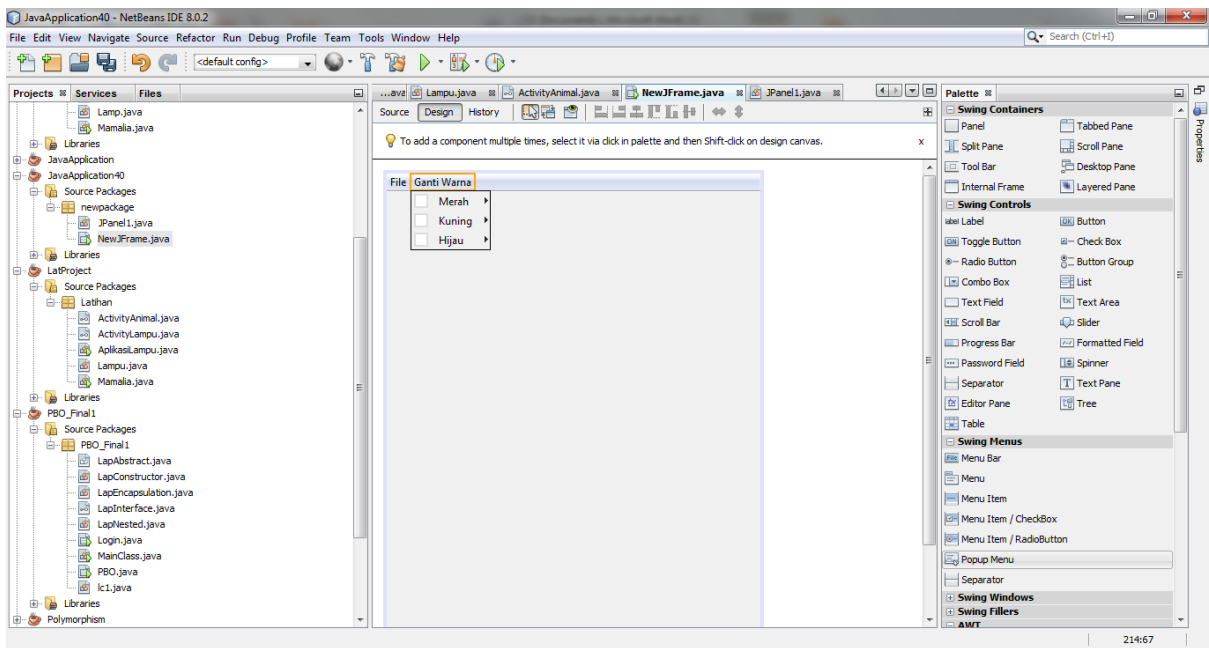 JavaApplication40 - NetBeans IDE 8.0.2
File Edit View Navigate Source Refactor Run Debug Profile Team Tools Window Help
Search (Ctrl+I)
<default config>
Projects Services Files
Lamp.java
Mamalia.java
Libraries
JavaApplication
JavaApplication40
Source Packages
newpackage
JPanel1.java
NewJFrame.java
Libraries
LatProject
Source Packages
Latihan
ActivityAnimal.java
ActivityLampu.java
AplikasiLampu.java
Lampu.java
Mamalia.java
Libraries
PBO_Final1
Source Packages
PBO_Final1
LapAbstract.java
LapConstructor.java
LapEncapsulation.java
LapInterface.java
LapNested.java
Login.java
MainClass.java
PBO.java
lc1.java
Libraries
Polymorphism
...ava Lampu.java ActivityAnimal.java NewJFrame.java JPanel1.java
Source Design History
To add a component multiple times, select it via click in palette and then Shift-click on design canvas. x
File Ganti Warna
Merah
Kuning
Hijau
Palette
Swing Containers
Panel Tabbed Pane
Split Pane Scroll Pane
Tool Bar Desktop Pane
Internal Frame Layered Pane
Swing Controls
label Label OK Button
ON Toggle Button Check Box
Radio Button Button Group
Combo Box List
Text Field Text Area
Scroll Bar Slider
Progress Bar Formatted Field
Password Field Spinner
Separator Text Pane
Editor Pane Tree
Table
Swing Menus
File Menu Bar
Menu
Menu Item
Menu Item / CheckBox
Menu Item / RadioButton
Popup Menu
Separator
Swing Windows
Swing Fillers
AWT
Properties
214:67